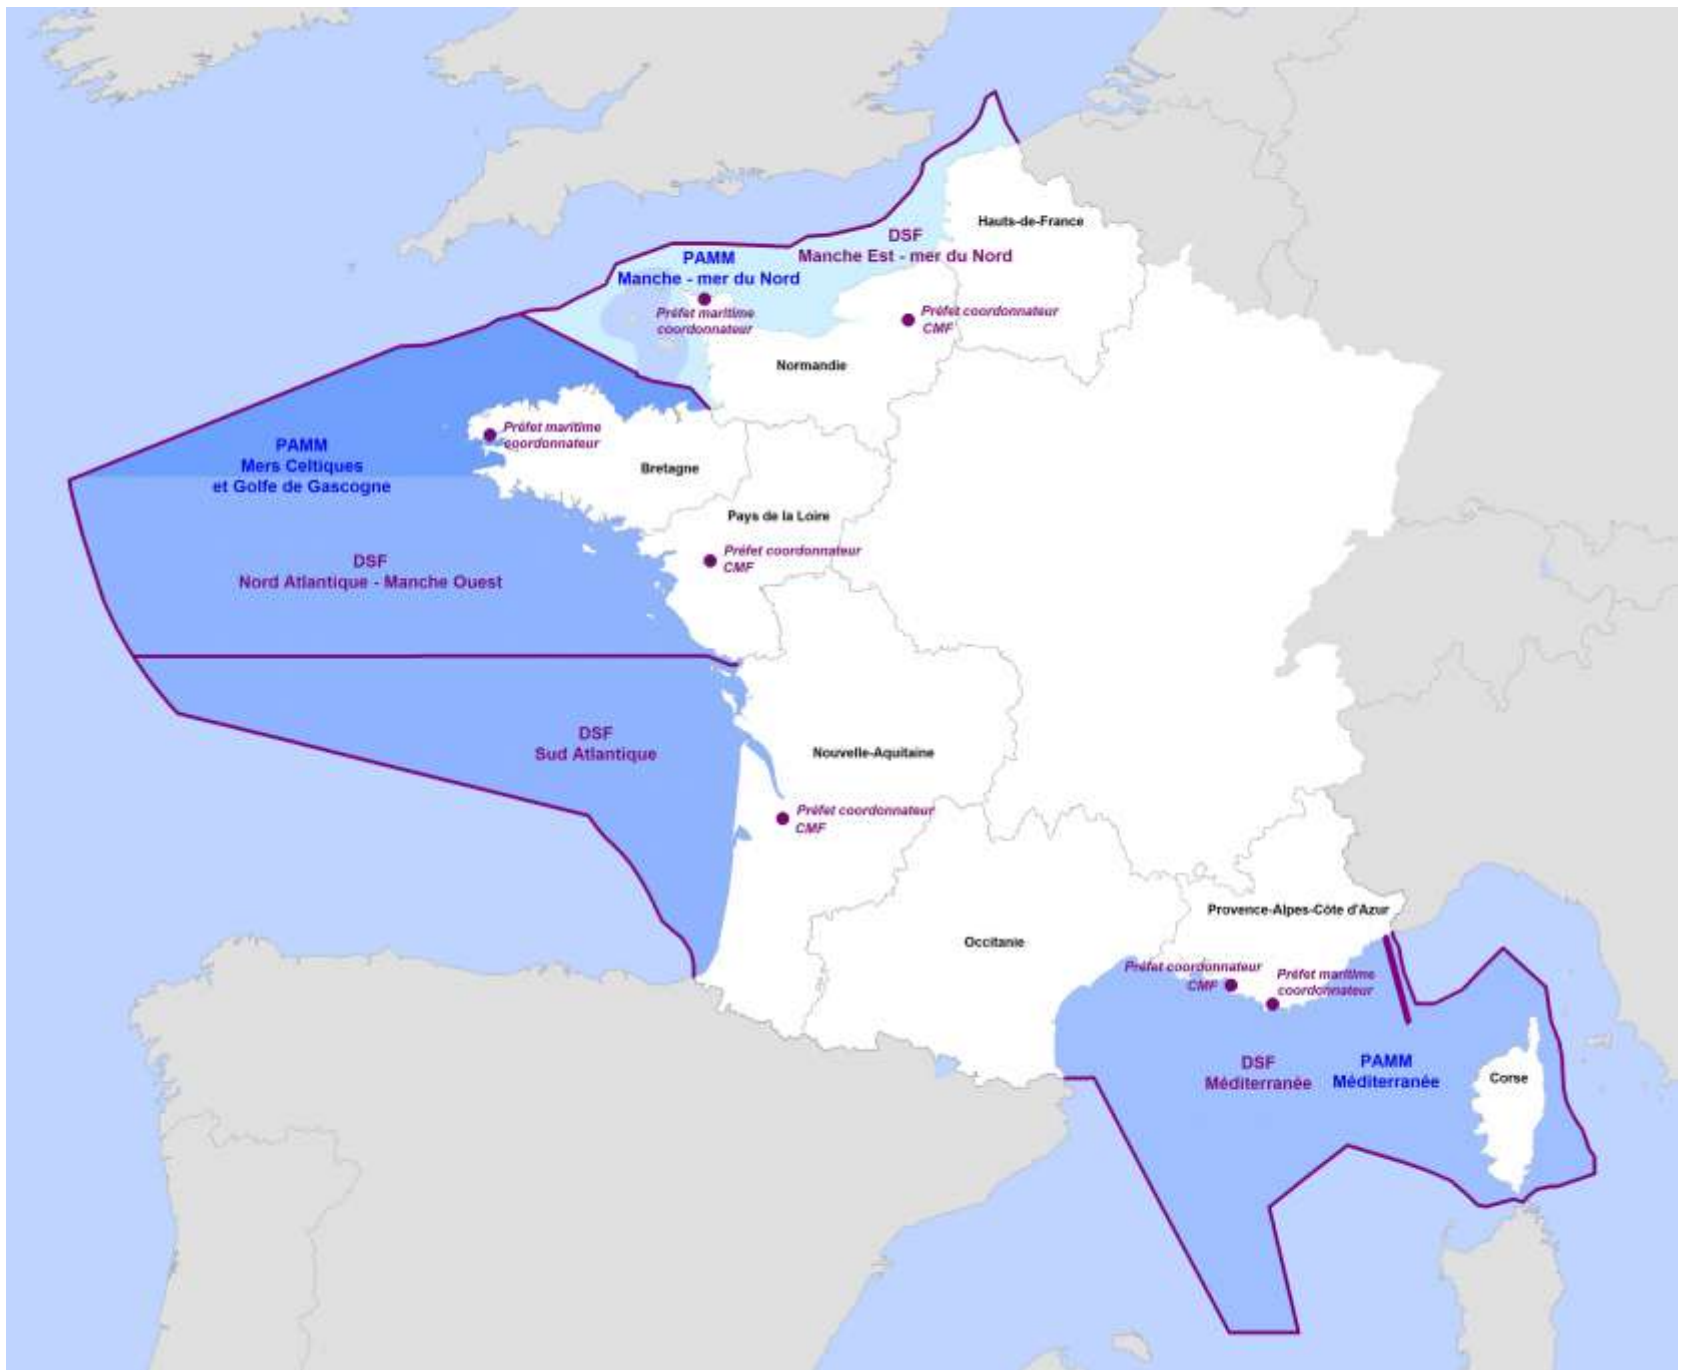 Hauts-de-France
DSF
Manche Est - mer du Nord
PAMM
Manche - mer du Nord
Préfet maritime
coordonnateur
Préfet coordonnateur
CMF
Normandie
Préfet maritime
coordonnateur
PAMM
Mers Celtiques
et Golfe de Gascogne
Bretagne
Pays de la Loire
Préfet coordonnateur
CMF
DSF
Nord Atlantique - Manche Ouest
DSF
Sud Atlantique
Nouvelle-Aquitaine
Préfet coordonnateur
CMF
Provence-Alpes-Côte d'Azur
Occitanie
Préfet coordonnateur
CMF
Préfet maritime
coordonnateur
DSF
Méditerranée
PAMM
Méditerranée
Corse